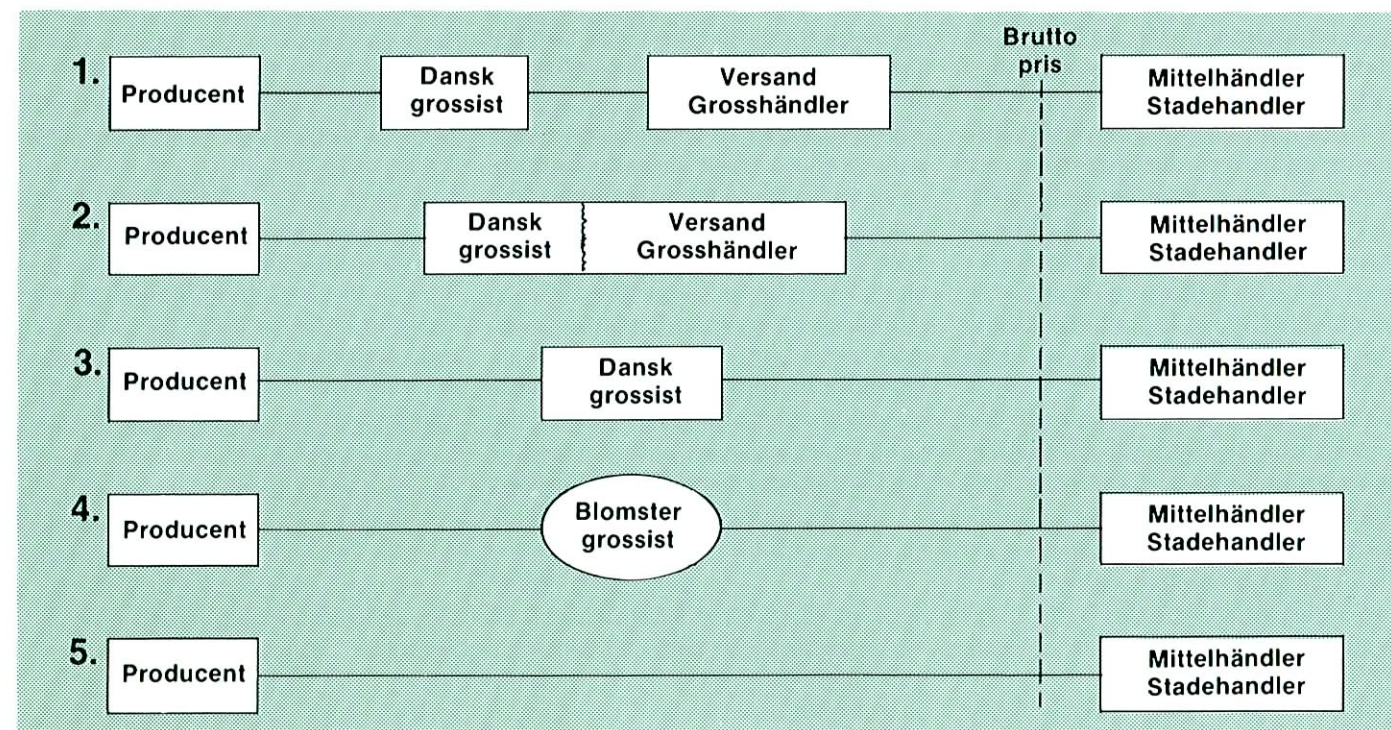 Brutto
pris
1.
Producent
Dansk
grossist
Versand
Grosshändler
Mittelhändler
Stadehandler
2.
Producent
Dansk
grossist
Versand
Grosshändler
Mittelhändler
Stadehandler
3.
Producent
Dansk
grossist
Mittelhändler
Stadehandler
4.
Producent
Blomster
grossist
Mittelhändler
Stadehandler
5.
Producent
Mittelhändler
Stadehandler